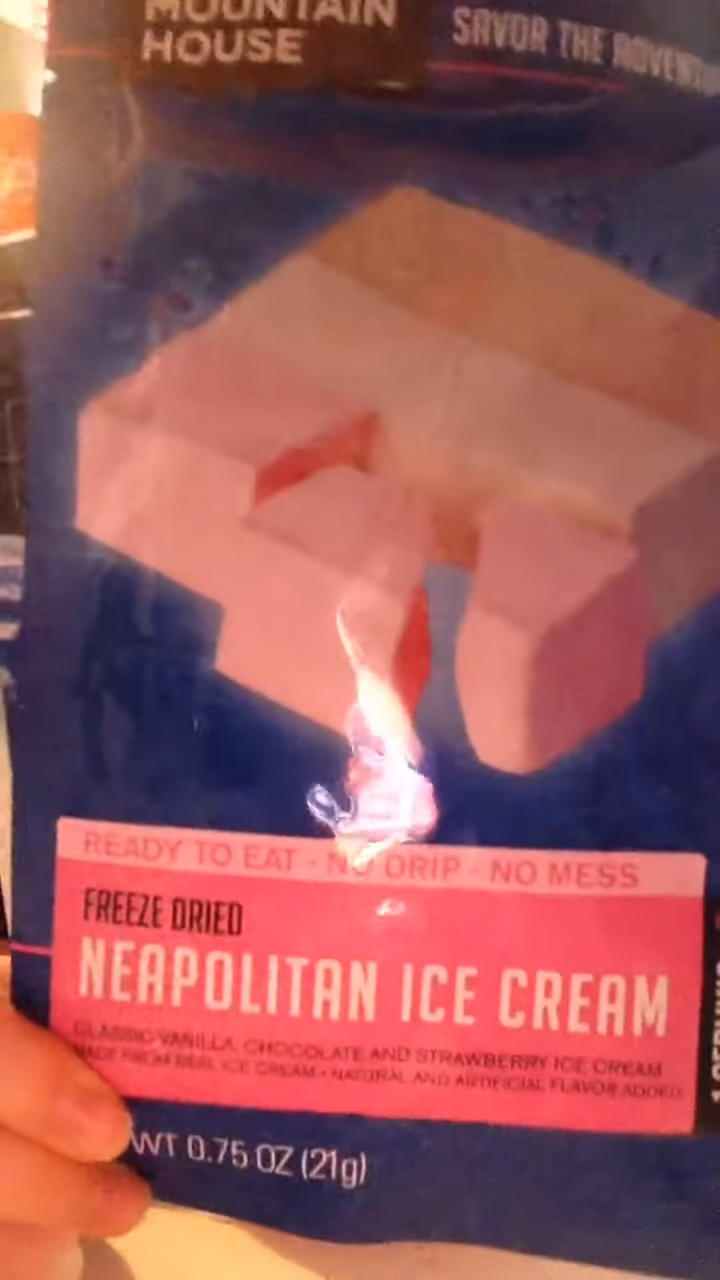 MOUNTAIN
HOUSE
SAVOR THE
READY TO EAT - NO DRIP - NO MESS
FREEZE DRIED
NEAPOLITAN ICE CREAM
CLASSIC VANILLA, CHOCOLATE AND STRAWBERRY ICE CREAM
MADE FROM REAL ICE CREAM • NATURAL AND ARTIFICIAL FLAVOR ADDED
WT 0.75 OZ (21g)